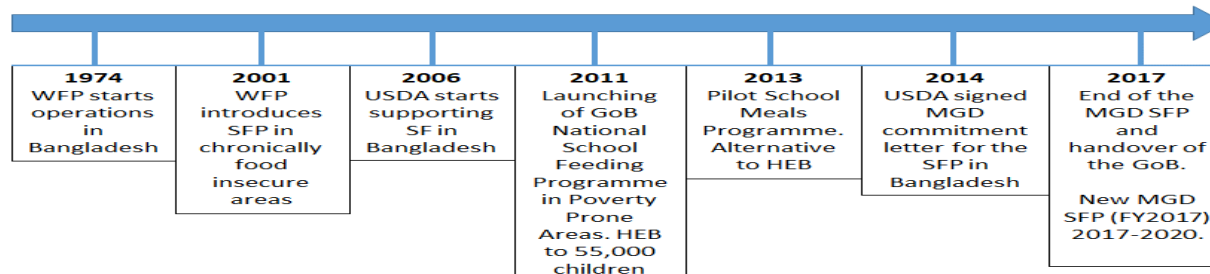 1974
WFP starts
operations
in
Bangladesh
2001
WFP
introduces
SFP in
chronically
food
insecure
areas
2006
USDA starts
supporting
SF in
Bangladesh
2011
Launching
of GoB
National
School
Feeding
Programme
in Poverty
Prone
Areas. HEB
to 55,000
children
2013
Pilot School
Meals
Programme.
Alternative
to HEB
2014
USDA signed
MGD
commitment
letter for the
SFP in
Bangladesh
2017
End of the
MGD SFP
and
handover of
the GoB.
New MGD
SFP (FY2017)
2017-2020.